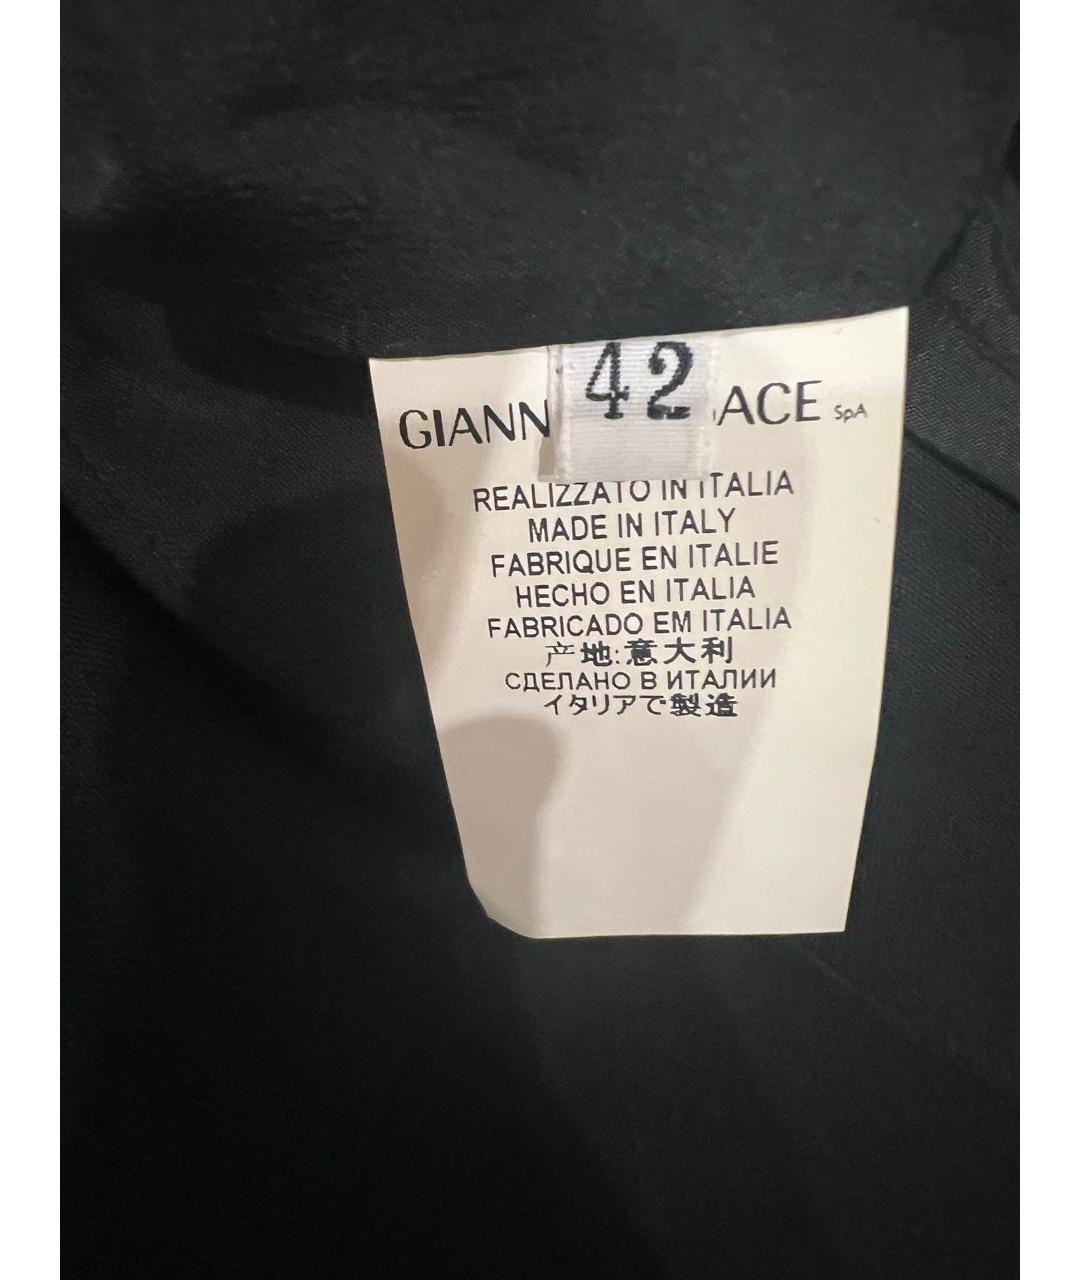 42
GIANN ACE SpA
REALIZZATO IN ITALIA
MADE IN ITALY
FABRIQUE EN ITALIE
HECHO EN ITALIA
FABRICADO EM ITALIA
产地:意大利
СДЕЛАНО В ИТАЛИИ
イタリアで製造